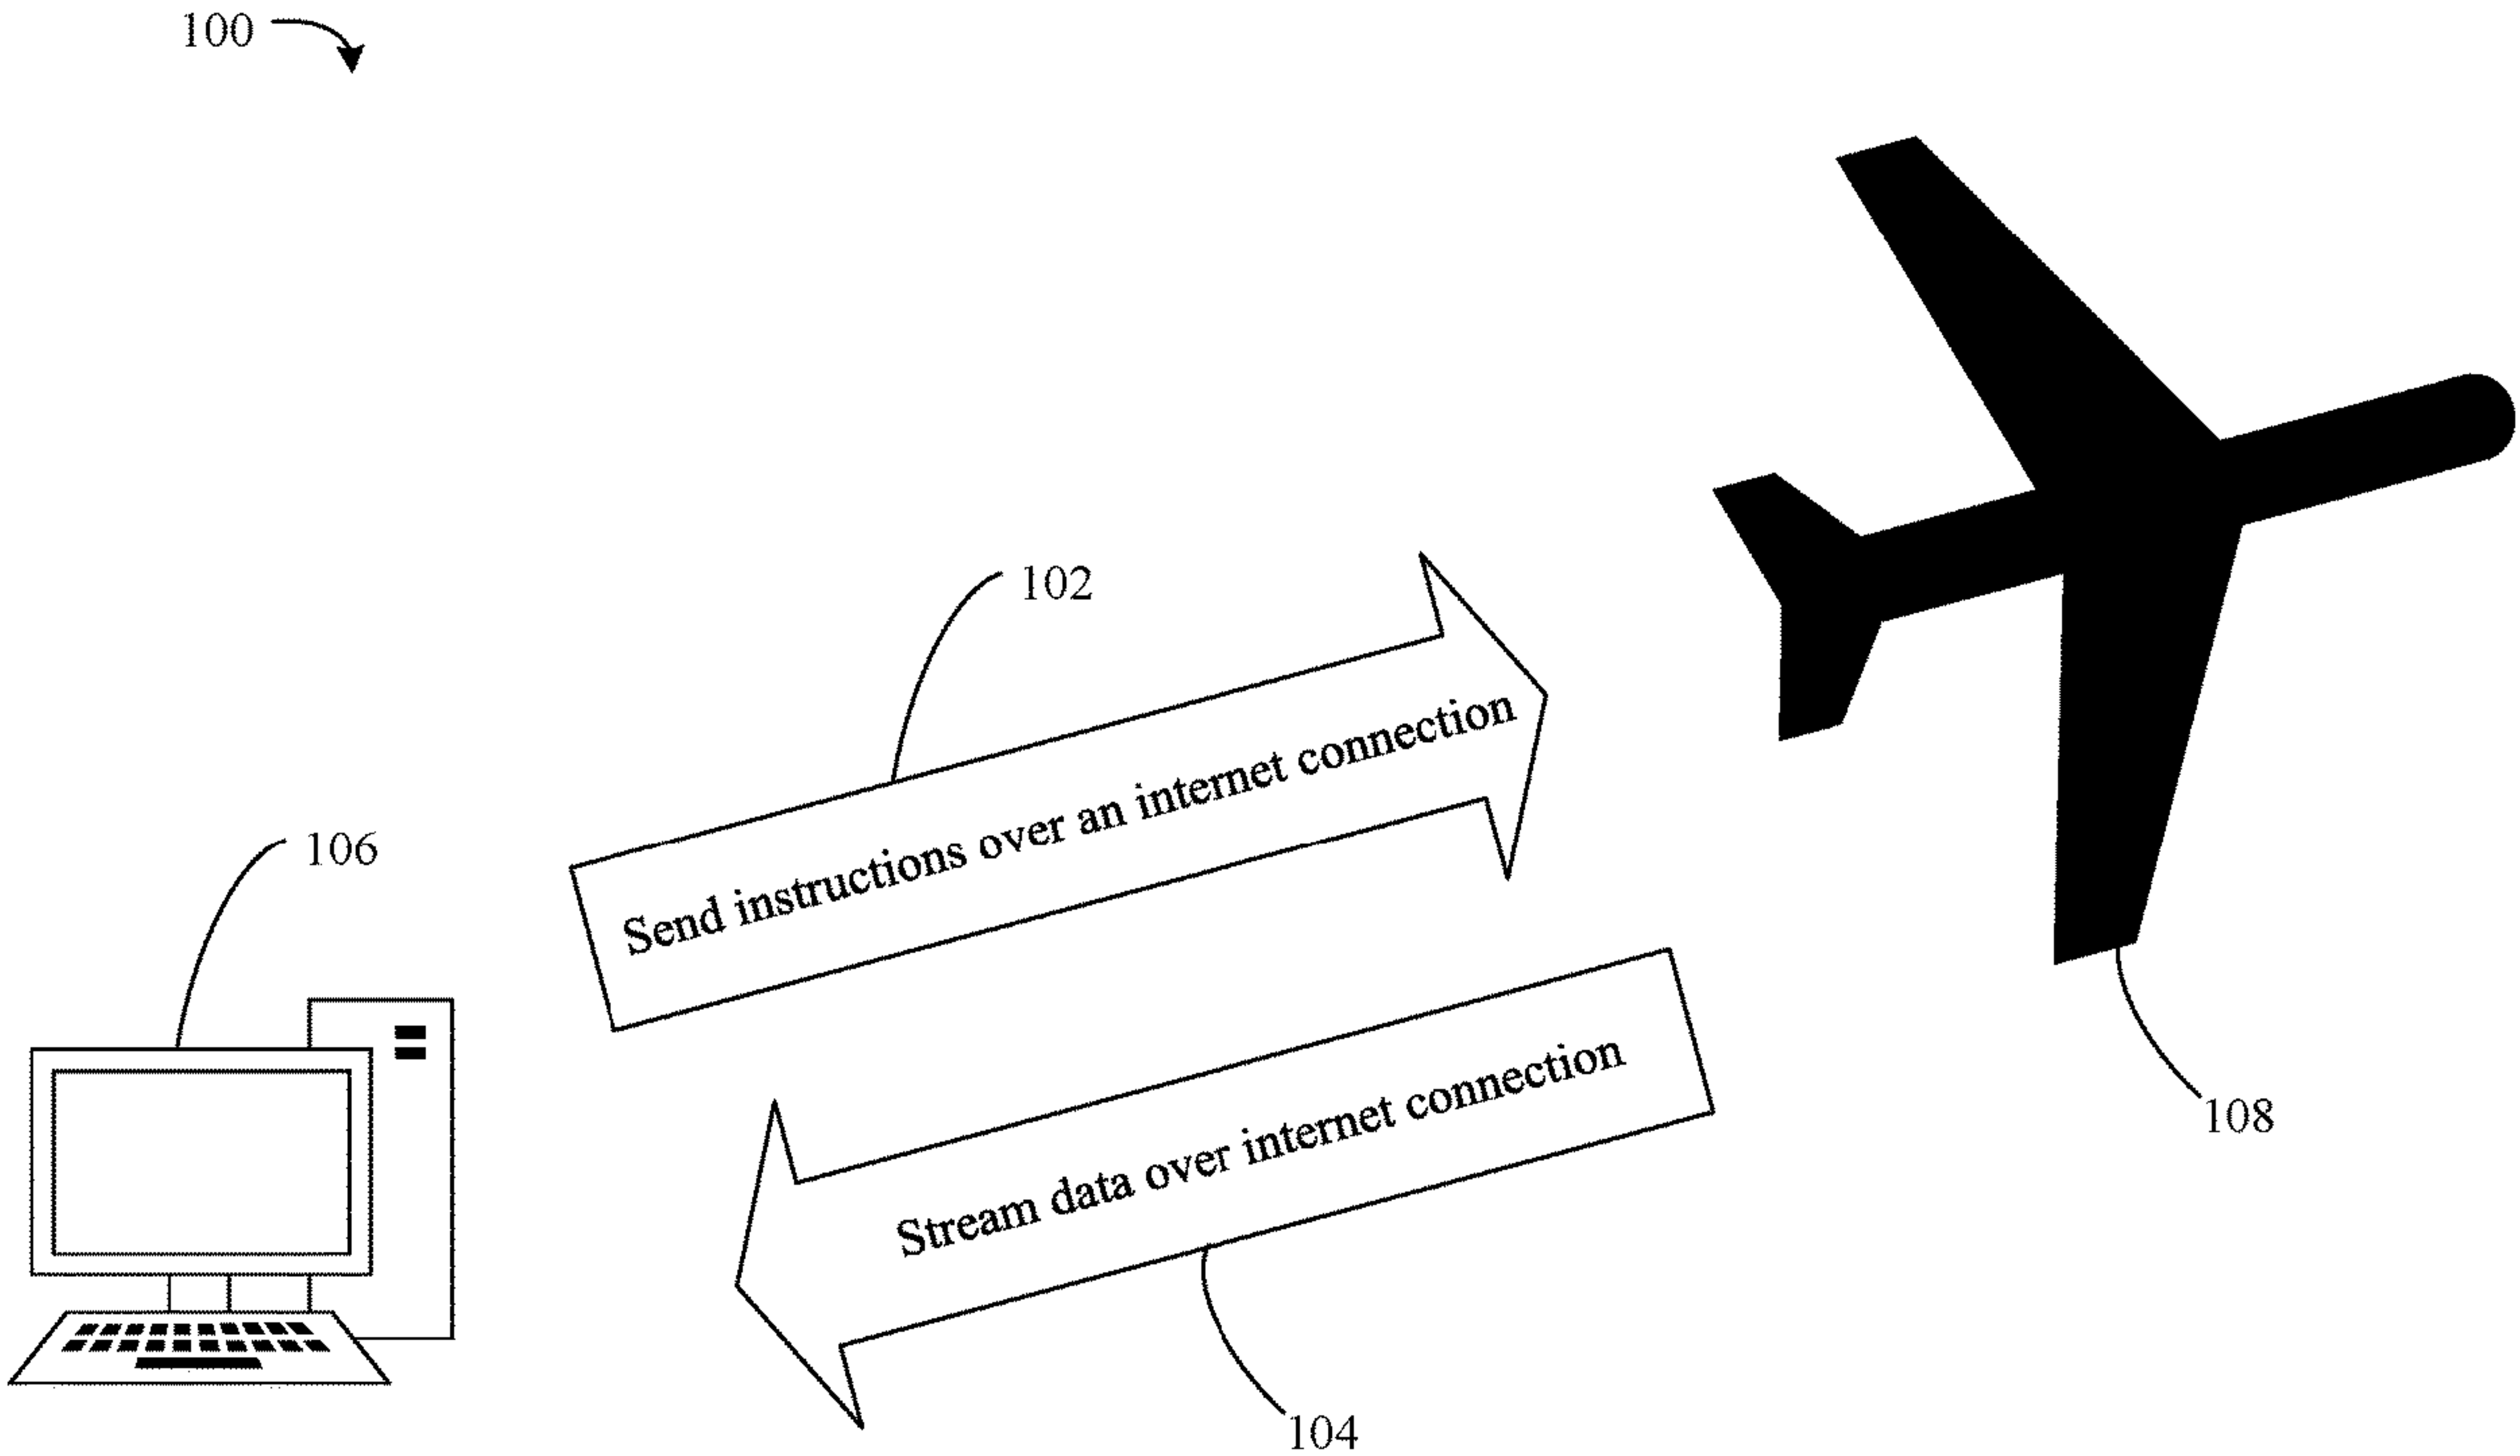 100
102
Send instructions over an internet connection
106
Stream data over internet connection
108
104